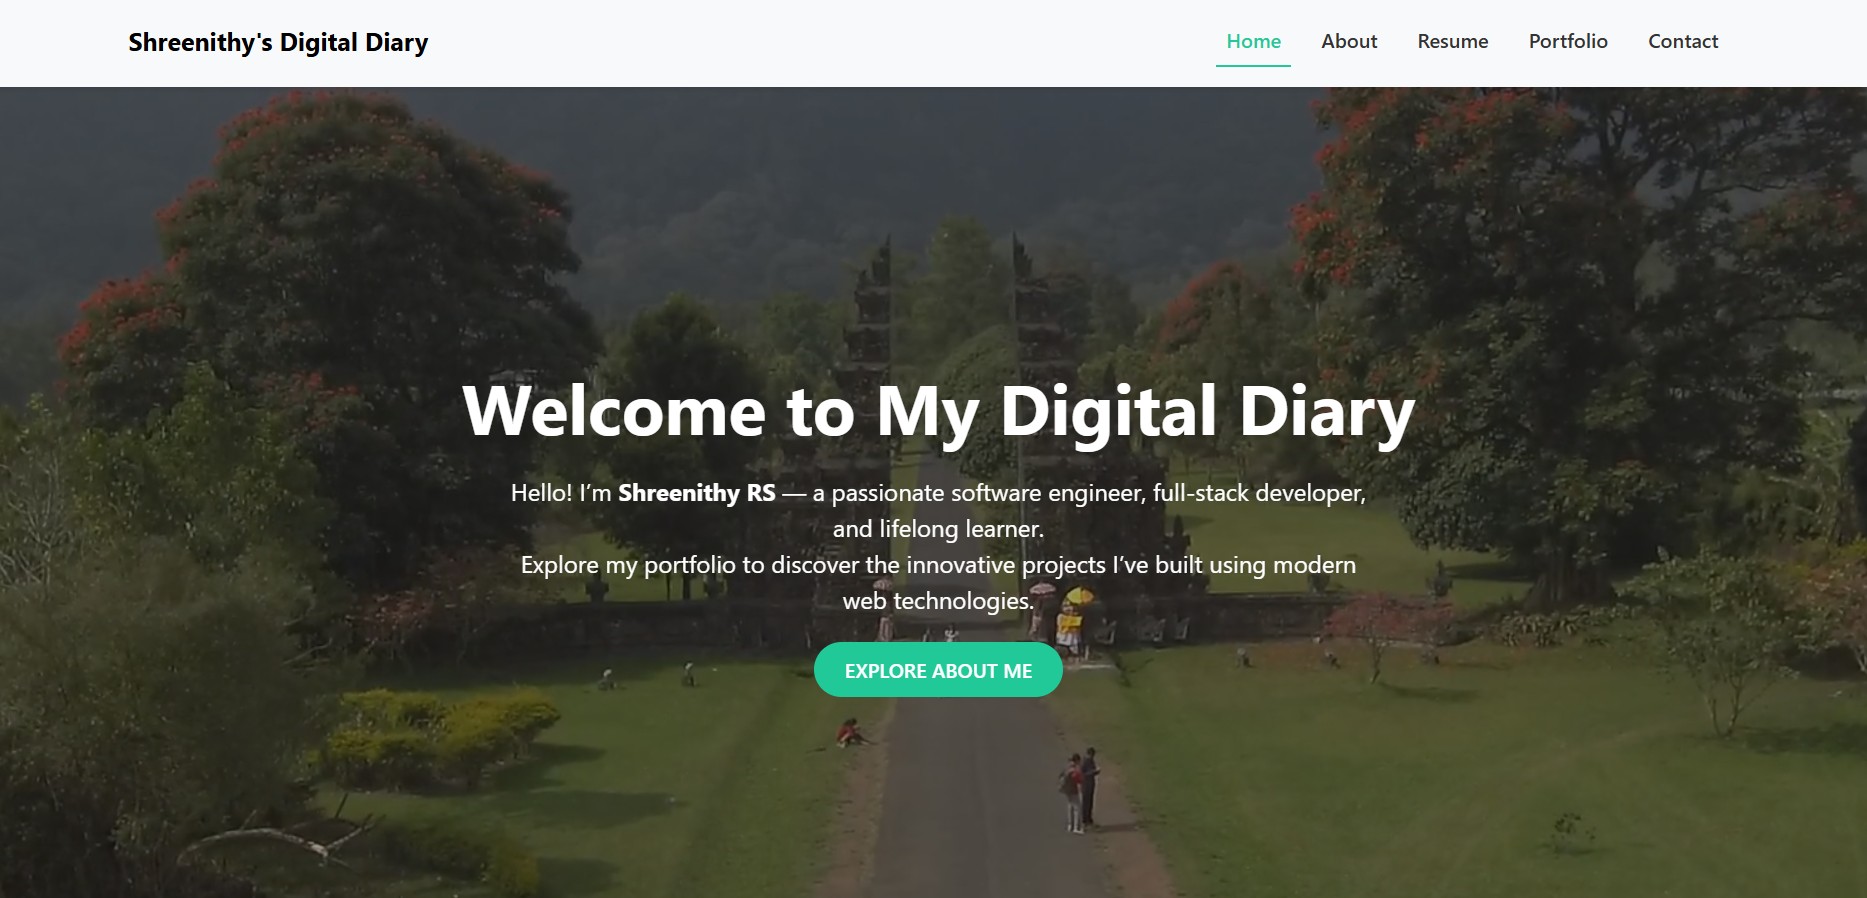 Shreenithy's Digital Diary
Home About Resume Portfolio Contact
Welcome to My Digital Diary
Hello! I’m Shreenithy RS — a passionate software engineer, full-stack developer,
and lifelong learner.
Explore my portfolio to discover the innovative projects I’ve built using modern
web technologies.
EXPLORE ABOUT ME